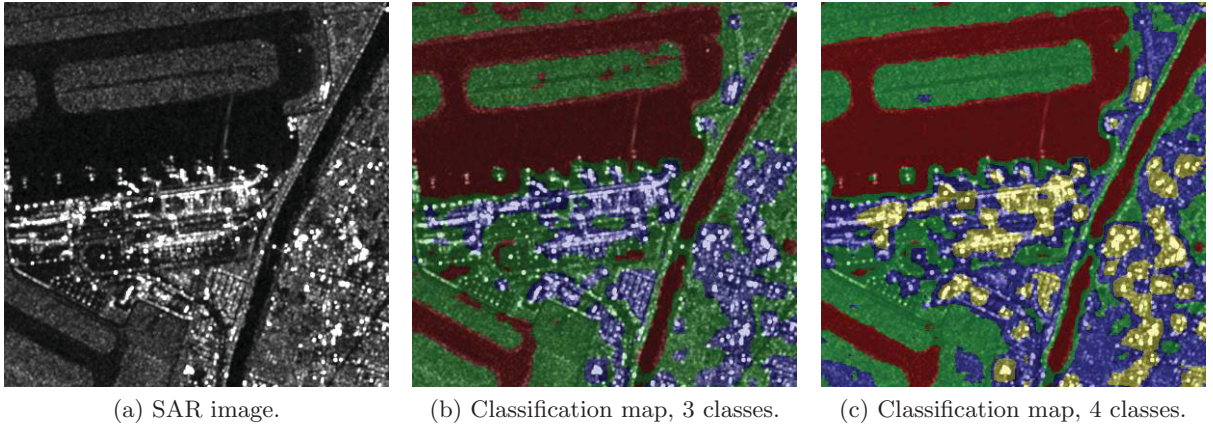 (a) SAR image.
(b) Classification map, 3 classes.
(c) Classification map, 4 classes.